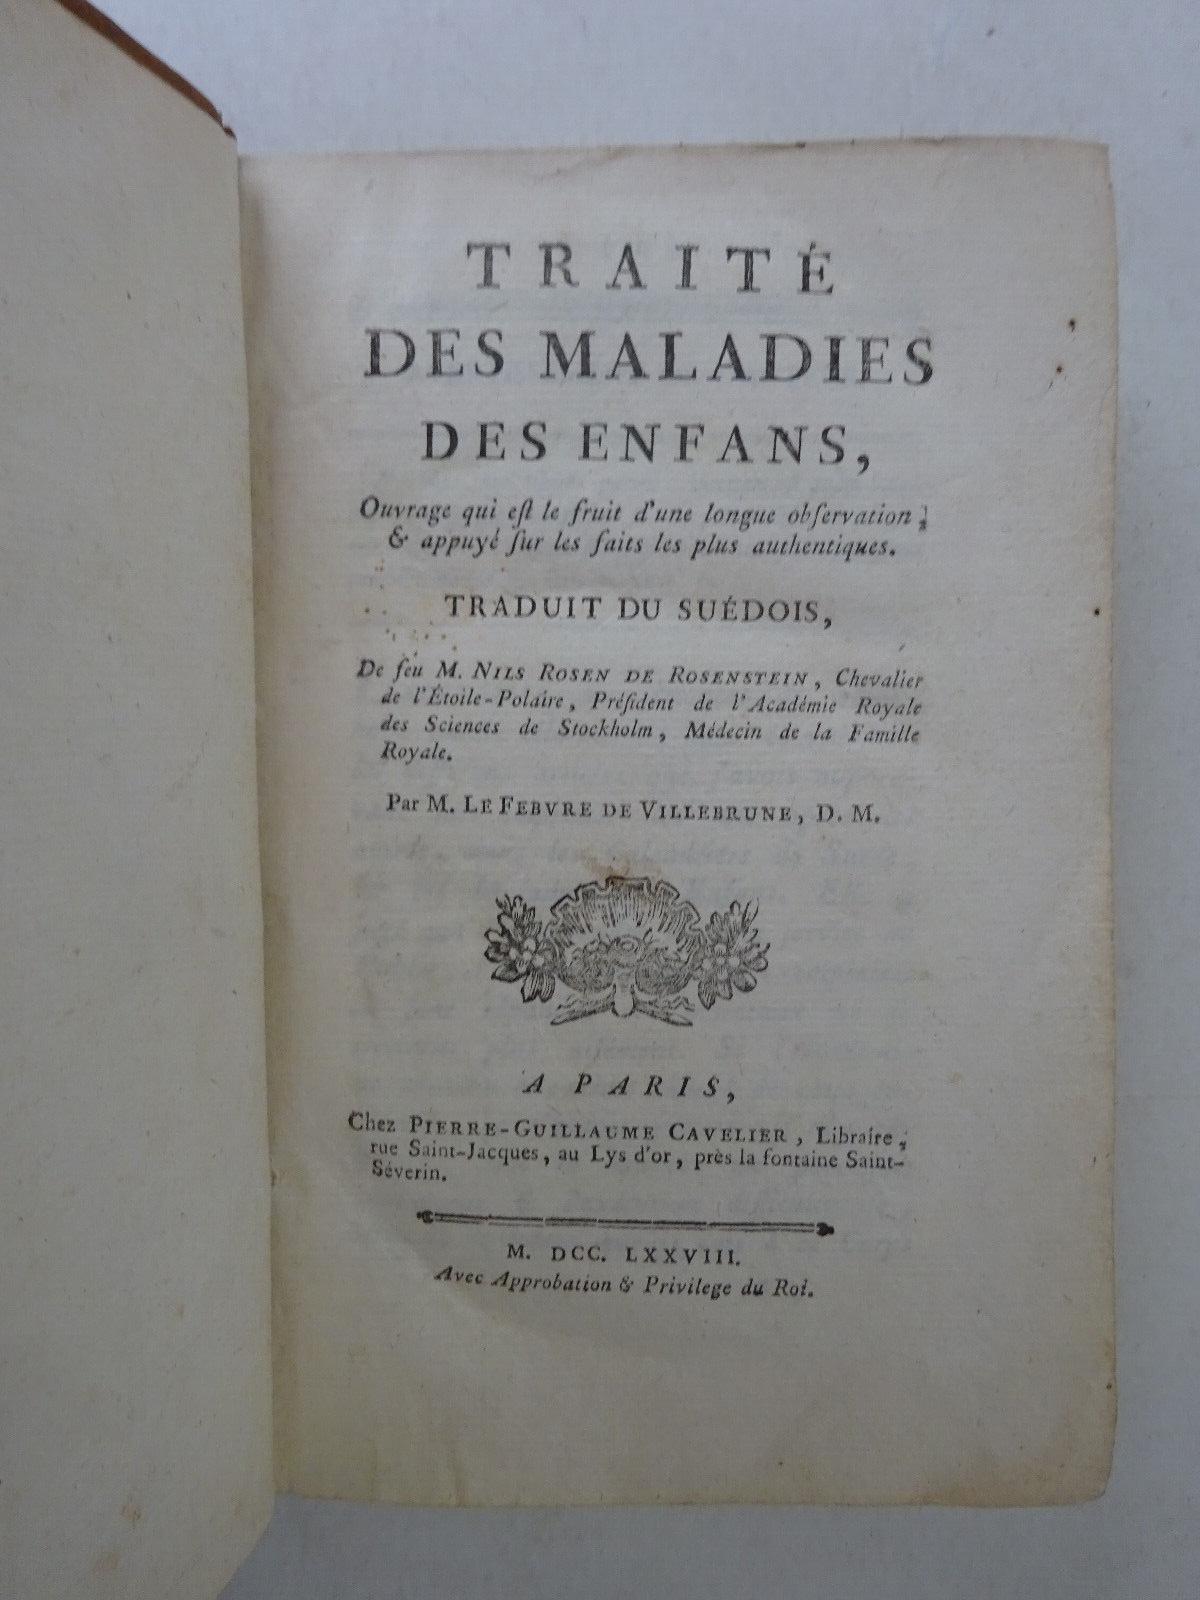 TRAITÉ
DES MALADIES
DES ENFANS,
Ouvrage qui eſt le fruit d'une longue obſervation,
& appuyé ſur les faits les plus authentiques.
TRADUIT DU SUÉDOIS,
De feu M. NILS ROSEN DE ROSENSTEIN, Chevalier
de l'Étoile-Polaire, Préſident de l'Académie Royale
des Sciences de Stockholm, Médecin de la Famille
Royale.
Par M. LE FEBVRE DE VILLEBRUNE, D. M.
A PARIS,
Chez PIERRE-GUILLAUME CAVELIER, Libraire,
rue Saint-Jacques, au Lys d'or, près la fontaine Saint-
Séverin.
M. DCC. LXXVIII.
Avec Approbation & Privilege du Roi.